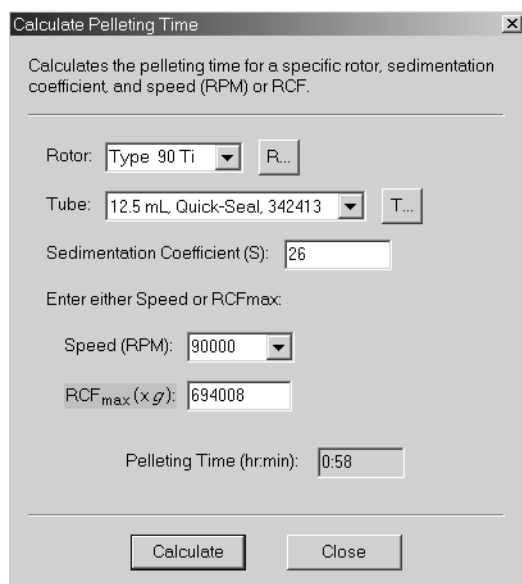 Calculate Pelleting Time
Calculates the pelleting time for a specific rotor, sedimentation
coefficient, and speed (RPM) or RCF.
Rotor: Type 90 Ti R...
Tube: 12.5 mL, Quick-Seal, 342413 T...
Sedimentation Coefficient (S): 26
Enter either Speed or RCFmax:
Speed (RPM): 90000
RCFmax (x g): 694008
Pelleting Time (hr:min): 0:58
Calculate Close